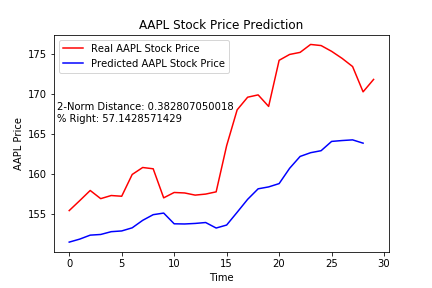 AAPL Stock Price Prediction
Real AAPL Stock Price
Predicted AAPL Stock Price
2-Norm Distance: 0.382807050018
% Right: 57.1428571429
AAPL Price
175
170
165
160
155
0 5 10 15 20 25 30
Time